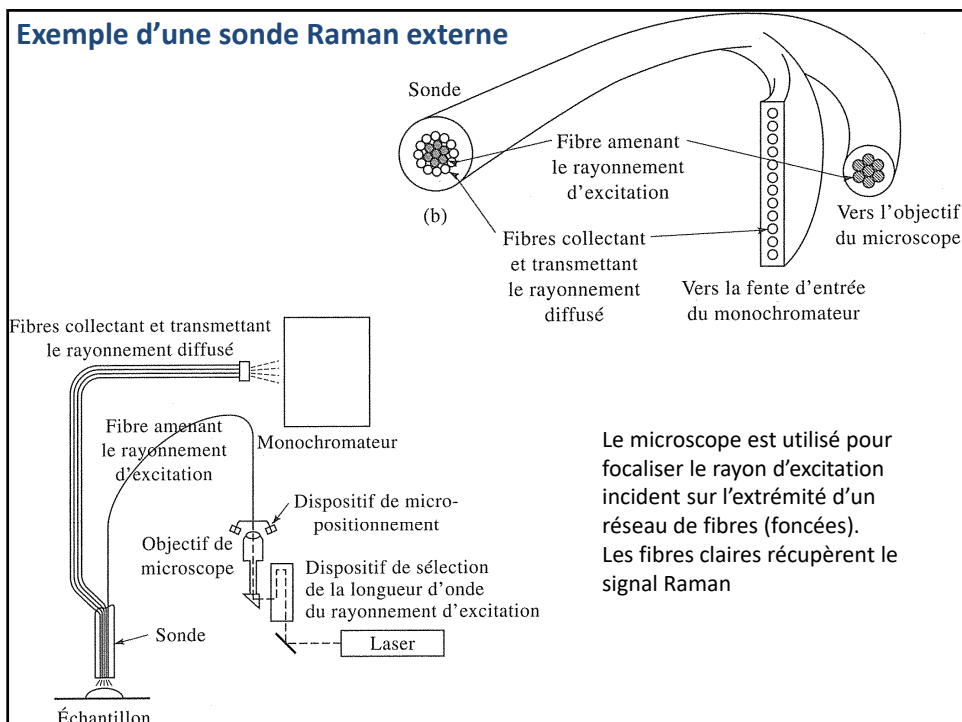 Exemple d’une sonde Raman externe
Sonde
Fibre amenant
le rayonnement
d’excitation
(b)
Vers l’objectif
du microscope
Fibres collectant
et transmettant
le rayonnement
diffusé
Vers la fente d’entrée
du monochromateur
Fibres collectant et transmettant
le rayonnement diffusé
Fibre amenant
le rayonnement
d’excitation
Monochromateur
Dispositif de micro-
positionnement
Objectif de
microscope
Dispositif de sélection
de la longueur d’onde
du rayonnement d’excitation
Laser
Sonde
Échantillon
Le microscope est utilisé pour
focaliser le rayon d’excitation
incident sur l’extrémité d’un
réseau de fibres (foncées).
Les fibres claires récupèrent le
signal Raman